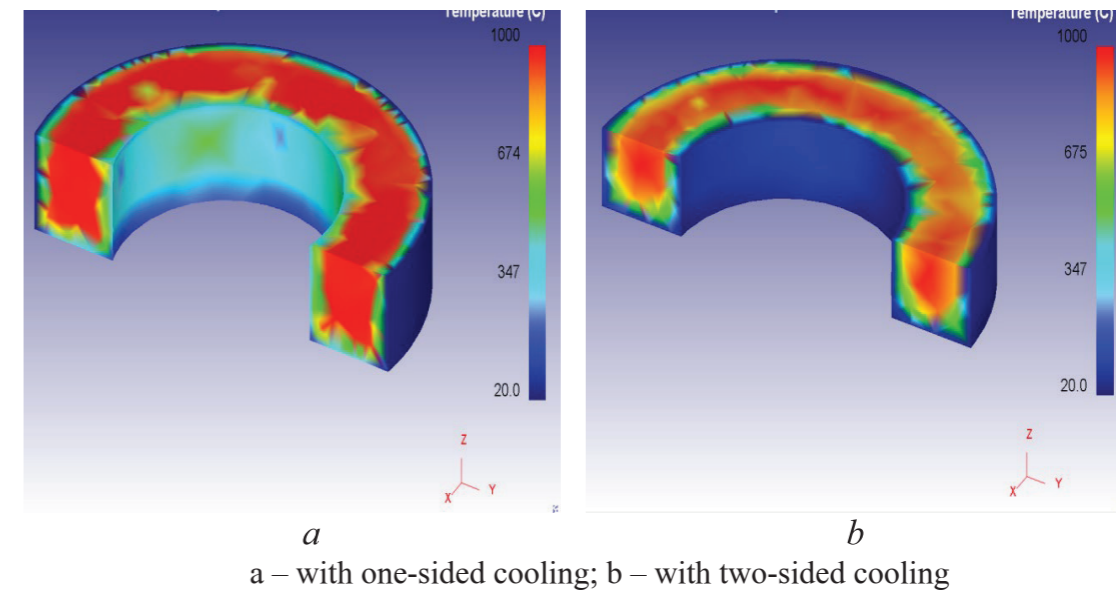 Temperature (C)
1000
674
347
20.0
Z
X
Y
Temperature (C)
1000
675
347
20.0
Z
X
Y
a
b
a – with one-sided cooling; b – with two-sided cooling